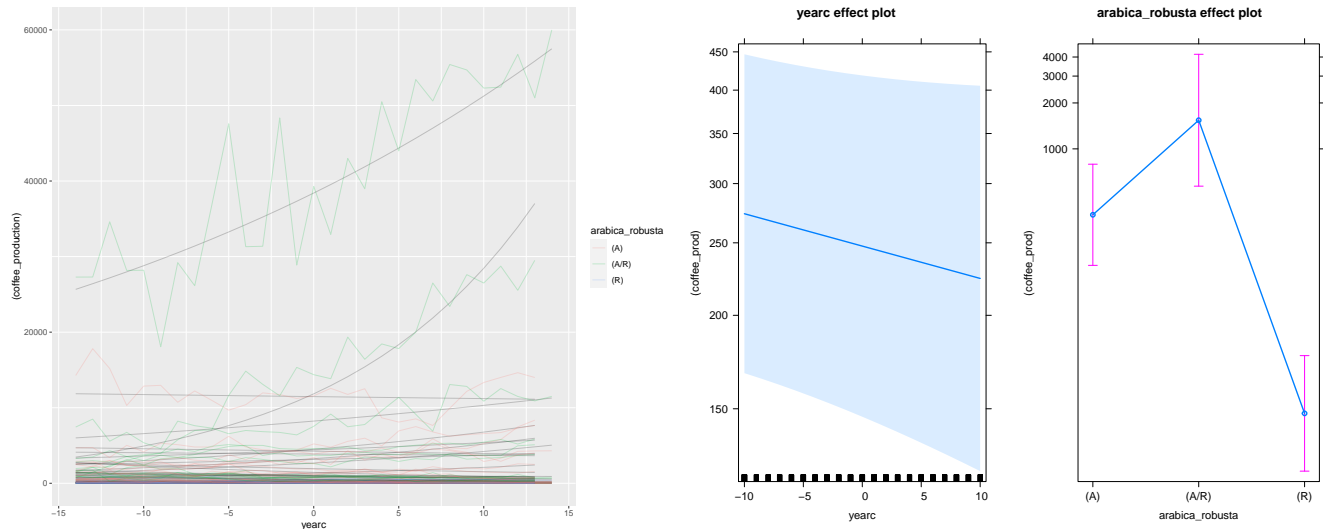 60000
40000
20000
0
(coffee_production)
−15
−10
−5
0
5
10
15
yearc
arabica_robusta
(A)
(A/R)
(R)
yearc effect plot
450
400
350
300
250
200
150
(coffee_prod)
−10
−5
0
5
10
yearc
arabica_robusta effect plot
4000
3000
2000
1000
(coffee_prod)
(A)
(A/R)
(R)
arabica_robusta